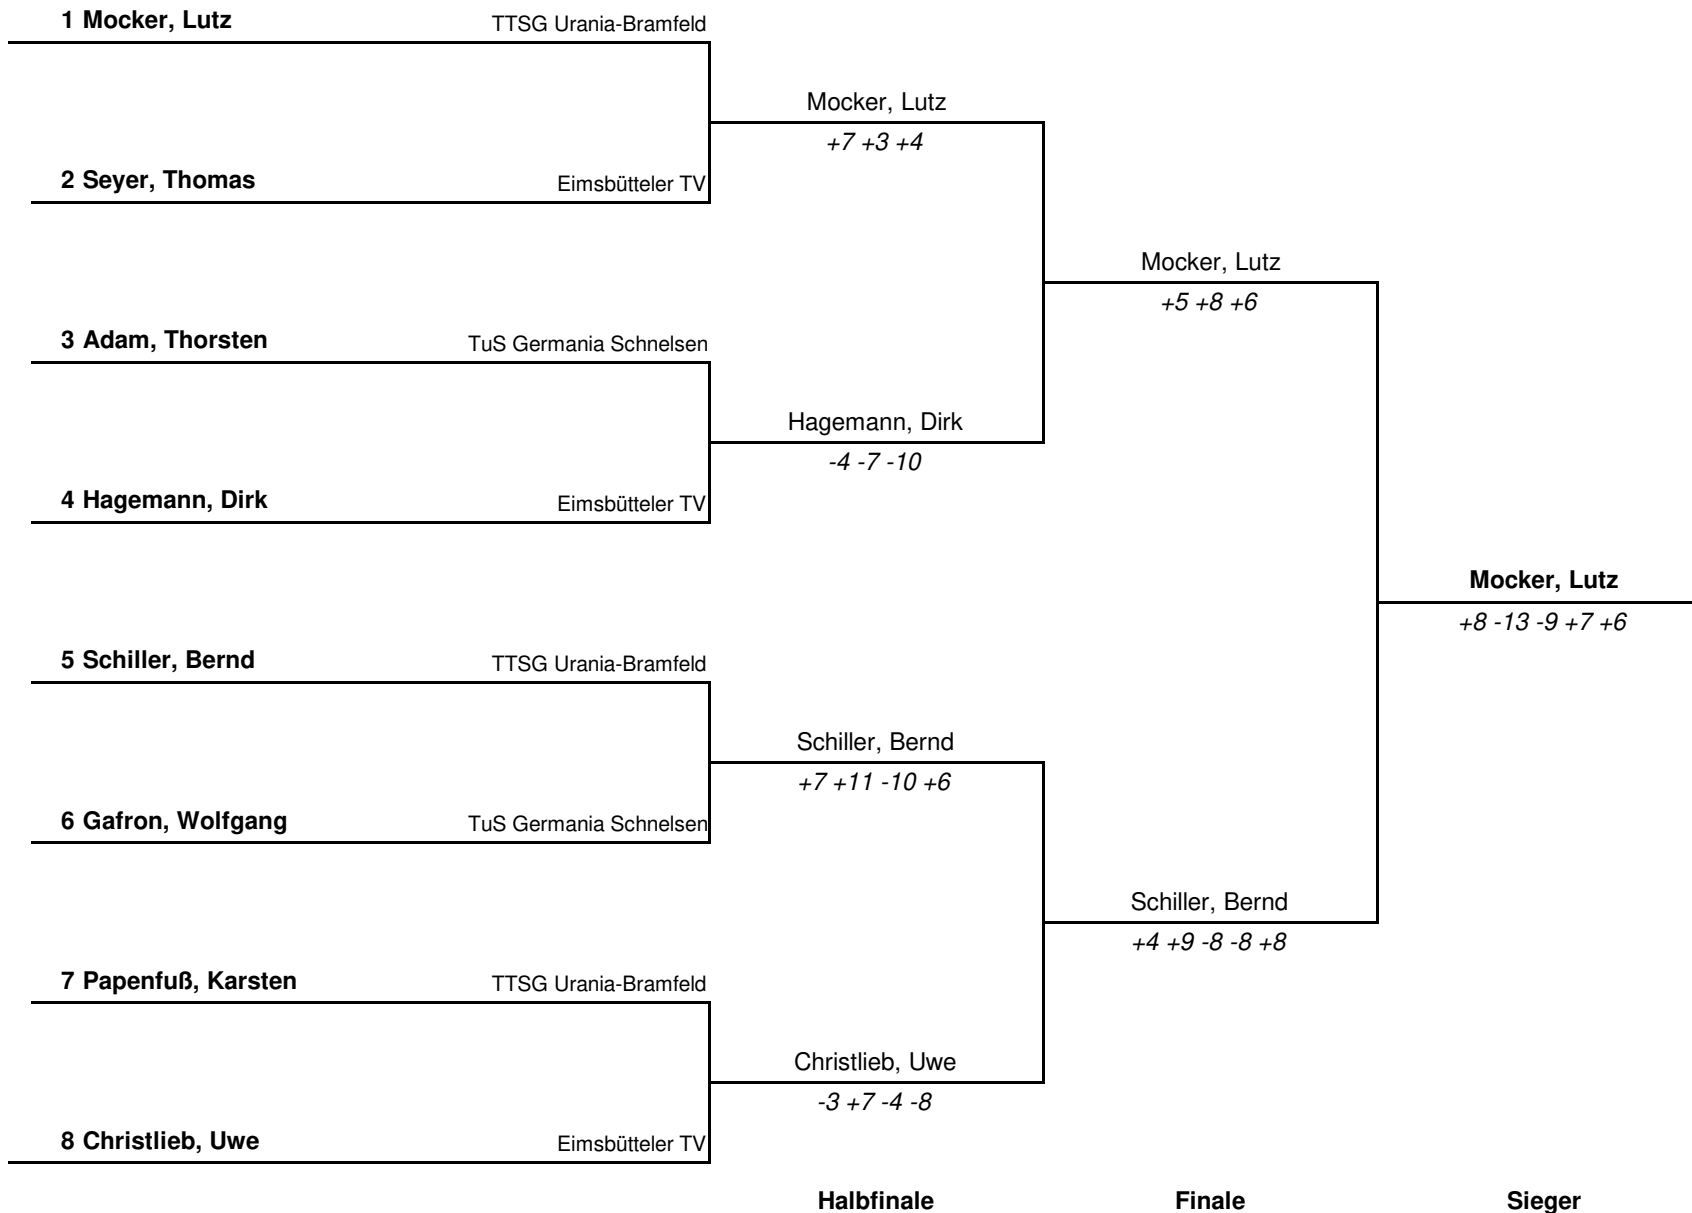 1 Mocker, Lutz TTSG Urania-Bramfeld
Mocker, Lutz
+7 +3 +4
2 Seyer, Thomas Eimsbütteler TV
Mocker, Lutz
+5 +8 +6
3 Adam, Thorsten TuS Germania Schnelsen
Hagemann, Dirk
-4 -7 -10
4 Hagemann, Dirk Eimsbütteler TV
Mocker, Lutz
+8 -13 -9 +7 +6
5 Schiller, Bernd TTSG Urania-Bramfeld
Schiller, Bernd
+7 +11 -10 +6
6 Gafron, Wolfgang TuS Germania Schnelsen
Schiller, Bernd
+4 +9 -8 -8 +8
7 Papenfuß, Karsten TTSG Urania-Bramfeld
Christlieb, Uwe
-3 +7 -4 -8
8 Christlieb, Uwe Eimsbütteler TV
Halbfinale Finale Sieger